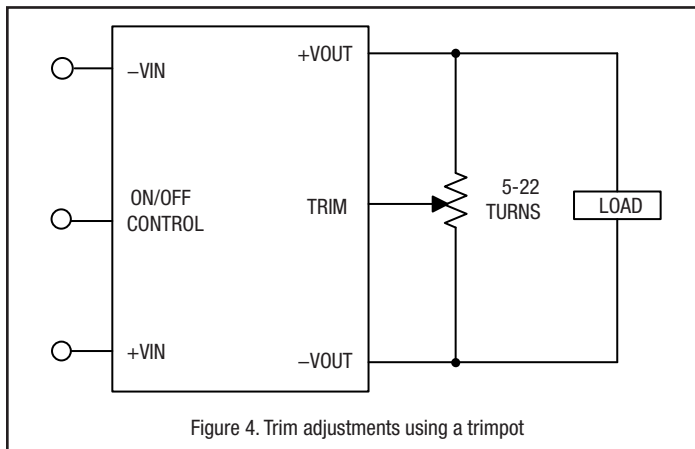 –VIN
+VOUT
ON/OFF
CONTROL
TRIM
5-22
TURNS
LOAD
+VIN
–VOUT
Figure 4. Trim adjustments using a trimpot